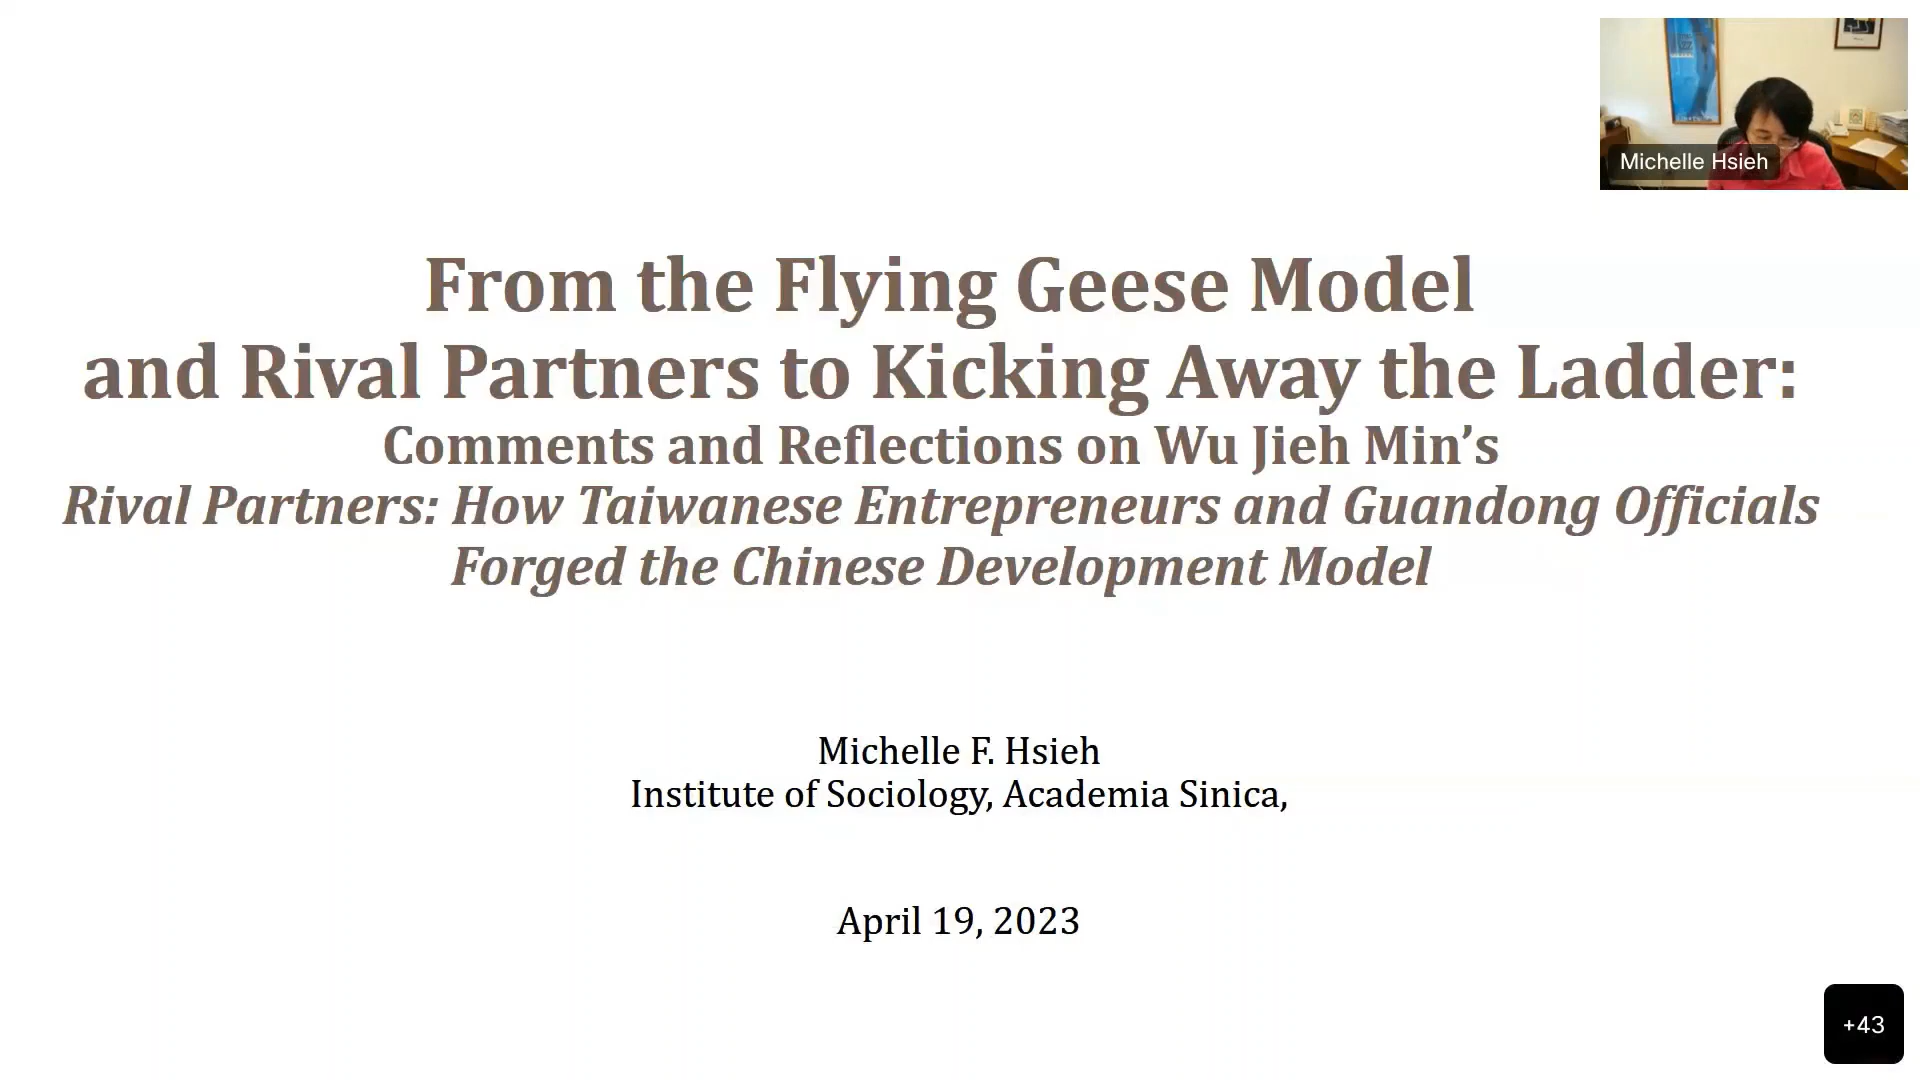 Michelle Hsieh
From the Flying Geese Model
and Rival Partners to Kicking Away the Ladder:
Comments and Reflections on Wu Jieh Min’s
Rival Partners: How Taiwanese Entrepreneurs and Guandong Officials
Forged the Chinese Development Model
Michelle F. Hsieh
Institute of Sociology, Academia Sinica,
April 19, 2023
+43